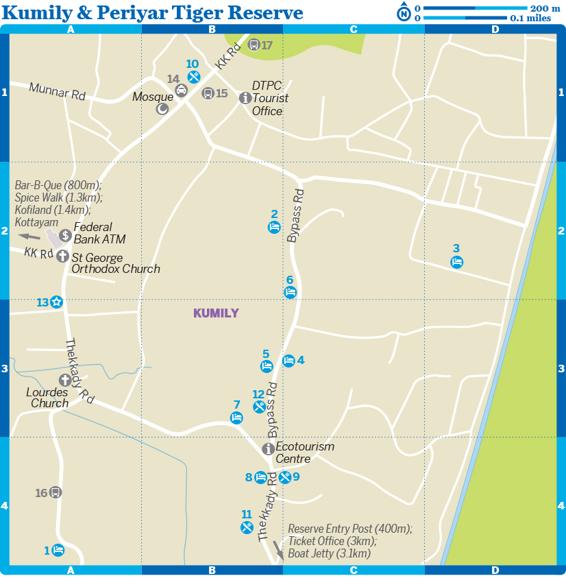 Kumily & Periyar Tiger Reserve
N
0 200 m
0 0.1 miles
A B C D
KK Rd
17
10
Munnar Rd
14
1
1
Mosque
15
DTPC
Tourist
Office
Bar-B-Que (800m);
Spice Walk (1.3km);
Kofiland (1.4km);
Kottayam
Federal
Bank ATM
$
KK Rd
St George
Orthodox Church
2
Bypass Rd
2
2
3
6
13
KUMILY
Thekkady Rd
3
3
5
4
Lourdes
Church
12
7
Bypass Rd
Ecotourism
Centre
8
9
16
4
4
Thekkady Rd
11
Reserve Entry Post (400m);
Ticket Office (3km);
Boat Jetty (3.1km)
1
A B C D